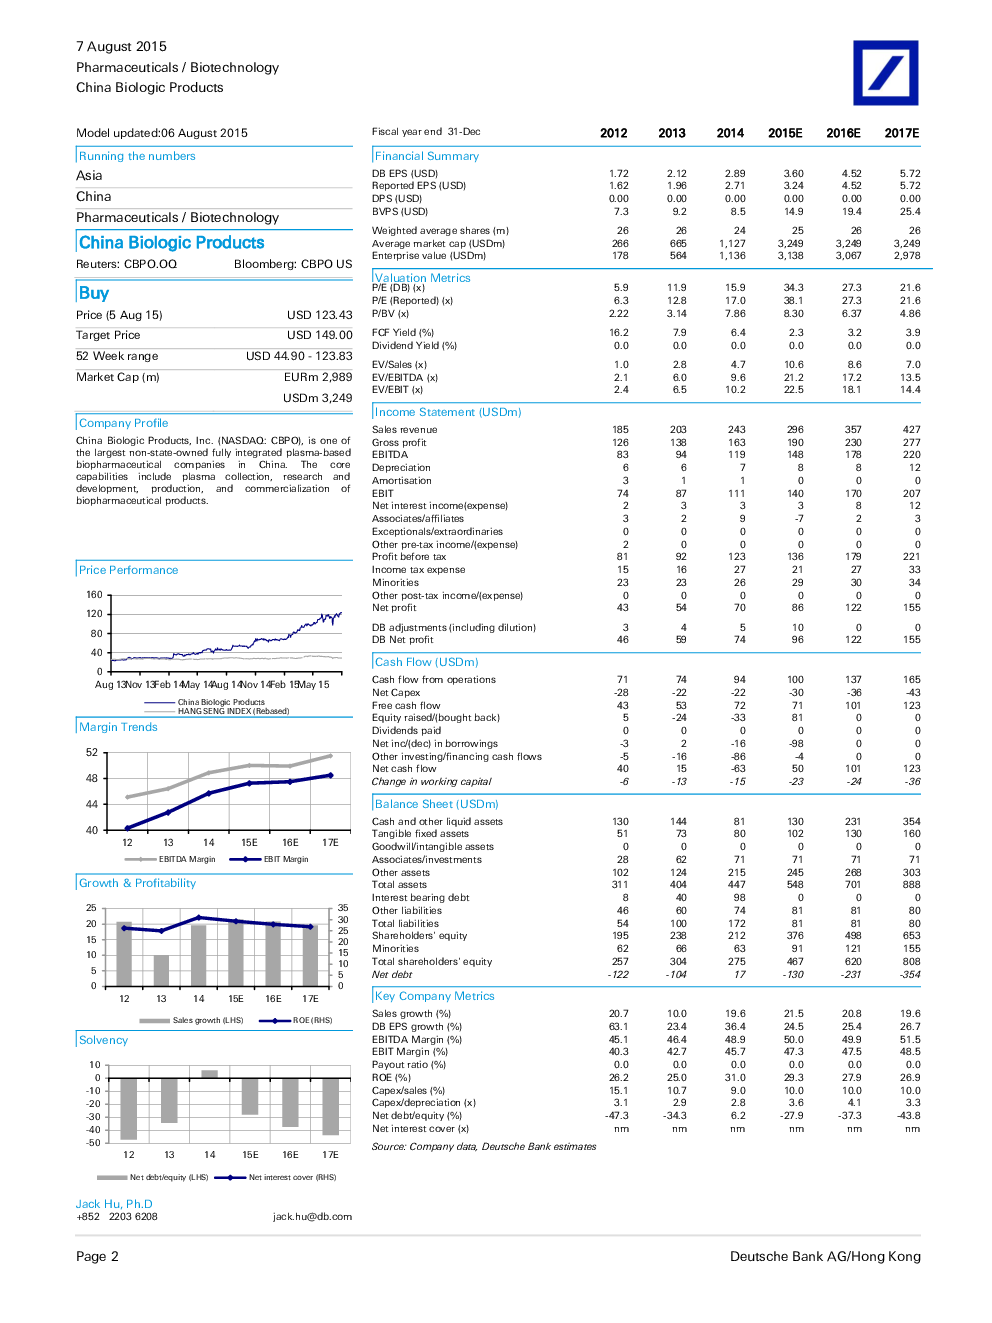 7 August 2015
Pharmaceuticals / Biotechnology
China Biologic Products
Model updated:06 August 2015
Running the numbers
Asia
China
Pharmaceuticals / Biotechnology
China Biologic Products
Reuters: CBPO.OQ Bloomberg: CBPO US
Buy
Price (5 Aug 15) USD 123.43
Target Price USD 149.00
52 Week range USD 44.90 - 123.83
Market Cap (m) EURm 2,989
USDm 3,249
Company Profile
China Biologic Products, Inc. (NASDAQ: CBPO), is one of
the largest non-state-owned fully integrated plasma-based
biopharmaceutical companies in China. The core
capabilities include plasma collection, research and
development, production, and commercialization of
biopharmaceutical products.
Price Performance
160
120
80
40
0
Aug 13 Nov 13 Feb 14 May 14 Aug 14 Nov 14 Feb 15 May 15
China Biologic Products
HANG SENG INDEX (Rebased)
Margin Trends
52
48
44
40
12 13 14 15E 16E 17E
EBITDA Margin EBIT Margin
Growth & Profitability
25 35
20 30
15 25
10 20
5 15
0 10
5
0
12 13 14 15E 16E 17E
Sales growth (LHS) ROE (RHS)
Solvency
10
0
-10
-20
-30
-40
-50
12 13 14 15E 16E 17E
Net debt/equity (LHS) Net interest cover (RHS)
Jack Hu, Ph.D
+852 2203 6208 jack.hu@db.com
Fiscal year end 31-Dec 2012 2013 2014 2015E 2016E 2017E
Financial Summary
DB EPS (USD) 1.72 2.12 2.89 3.60 4.52 5.72
Reported EPS (USD) 1.62 1.96 2.71 3.24 4.52 5.72
DPS (USD) 0.00 0.00 0.00 0.00 0.00 0.00
BVPS (USD) 7.3 9.2 8.5 14.9 19.4 25.4
Weighted average shares (m) 26 26 24 25 26 26
Average market cap (USDm) 266 665 1,127 3,249 3,249 3,249
Enterprise value (USDm) 178 564 1,136 3,138 3,067 2,978
Valuation Metrics
P/E (DB) (x) 5.9 11.9 15.9 34.3 27.3 21.6
P/E (Reported) (x) 6.3 12.8 17.0 38.1 27.3 21.6
P/BV (x) 2.22 3.14 7.86 8.30 6.37 4.86
FCF Yield (%) 16.2 7.9 6.4 2.3 3.2 3.9
Dividend Yield (%) 0.0 0.0 0.0 0.0 0.0 0.0
EV/Sales (x) 1.0 2.8 4.7 10.6 8.6 7.0
EV/EBITDA (x) 2.1 6.0 9.6 21.2 17.2 13.5
EV/EBIT (x) 2.4 6.5 10.2 22.5 18.1 14.4
Income Statement (USDm)
Sales revenue 185 203 243 296 357 427
Gross profit 126 138 163 190 230 277
EBITDA 83 94 119 148 178 220
Depreciation 6 6 7 8 8 12
Amortisation 3 1 1 0 0 0
EBIT 74 87 111 140 170 207
Net interest income(expense) 2 3 3 3 8 12
Associates/affiliates 3 2 9 -7 2 3
Exceptionals/extraordinaries 0 0 0 0 0 0
Other pre-tax income/(expense) 2 0 0 0 0 0
Profit before tax 81 92 123 136 179 221
Income tax expense 15 16 27 21 27 33
Minorities 23 23 26 29 30 34
Other post-tax income/(expense) 0 0 0 0 0 0
Net profit 43 54 70 86 122 155
DB adjustments (including dilution) 3 4 5 10 0 0
DB Net profit 46 59 74 96 122 155
Cash Flow (USDm)
Cash flow from operations 71 74 94 100 137 165
Net Capex -28 -22 -22 -30 -36 -43
Free cash flow 43 53 72 71 101 123
Equity raised/(bought back) 5 -24 -33 81 0 0
Dividends paid 0 0 0 0 0 0
Net inc/(dec) in borrowings -3 2 -16 -98 0 0
Other investing/financing cash flows -5 -16 -86 -4 0 0
Net cash flow 40 15 -63 50 101 123
Change in working capital -6 -13 -15 -23 -24 -36
Balance Sheet (USDm)
Cash and other liquid assets 130 144 81 130 231 354
Tangible fixed assets 51 73 80 102 130 160
Goodwill/intangible assets 0 0 0 0 0 0
Associates/investments 28 62 71 71 71 71
Other assets 102 124 215 245 268 303
Total assets 311 404 447 548 701 888
Interest bearing debt 8 40 98 0 0 0
Other liabilities 46 60 74 81 81 80
Total liabilities 54 100 172 81 81 80
Shareholders' equity 195 238 212 376 498 653
Minorities 62 66 63 91 121 155
Total shareholders' equity 257 304 275 467 620 808
Net debt -122 -104 17 -130 -231 -354
Key Company Metrics
Sales growth (%) 20.7 10.0 19.6 21.5 20.8 19.6
DB EPS growth (%) 63.1 23.4 36.4 24.5 25.4 26.7
EBITDA Margin (%) 45.1 46.4 48.9 50.0 49.9 51.5
EBIT Margin (%) 40.3 42.7 45.7 47.3 47.5 48.5
Payout ratio (%) 0.0 0.0 0.0 0.0 0.0 0.0
ROE (%) 26.2 25.0 31.0 29.3 27.9 26.9
Capex/sales (%) 15.1 10.7 9.0 10.0 10.0 10.0
Capex/depreciation (x) 3.1 2.9 2.8 3.6 4.1 3.3
Net debt/equity (%) -47.3 -34.3 6.2 -27.9 -37.3 -43.8
Net interest cover (x) nm nm nm nm nm nm
Source: Company data, Deutsche Bank estimates
Page 2 Deutsche Bank AG/Hong Kong